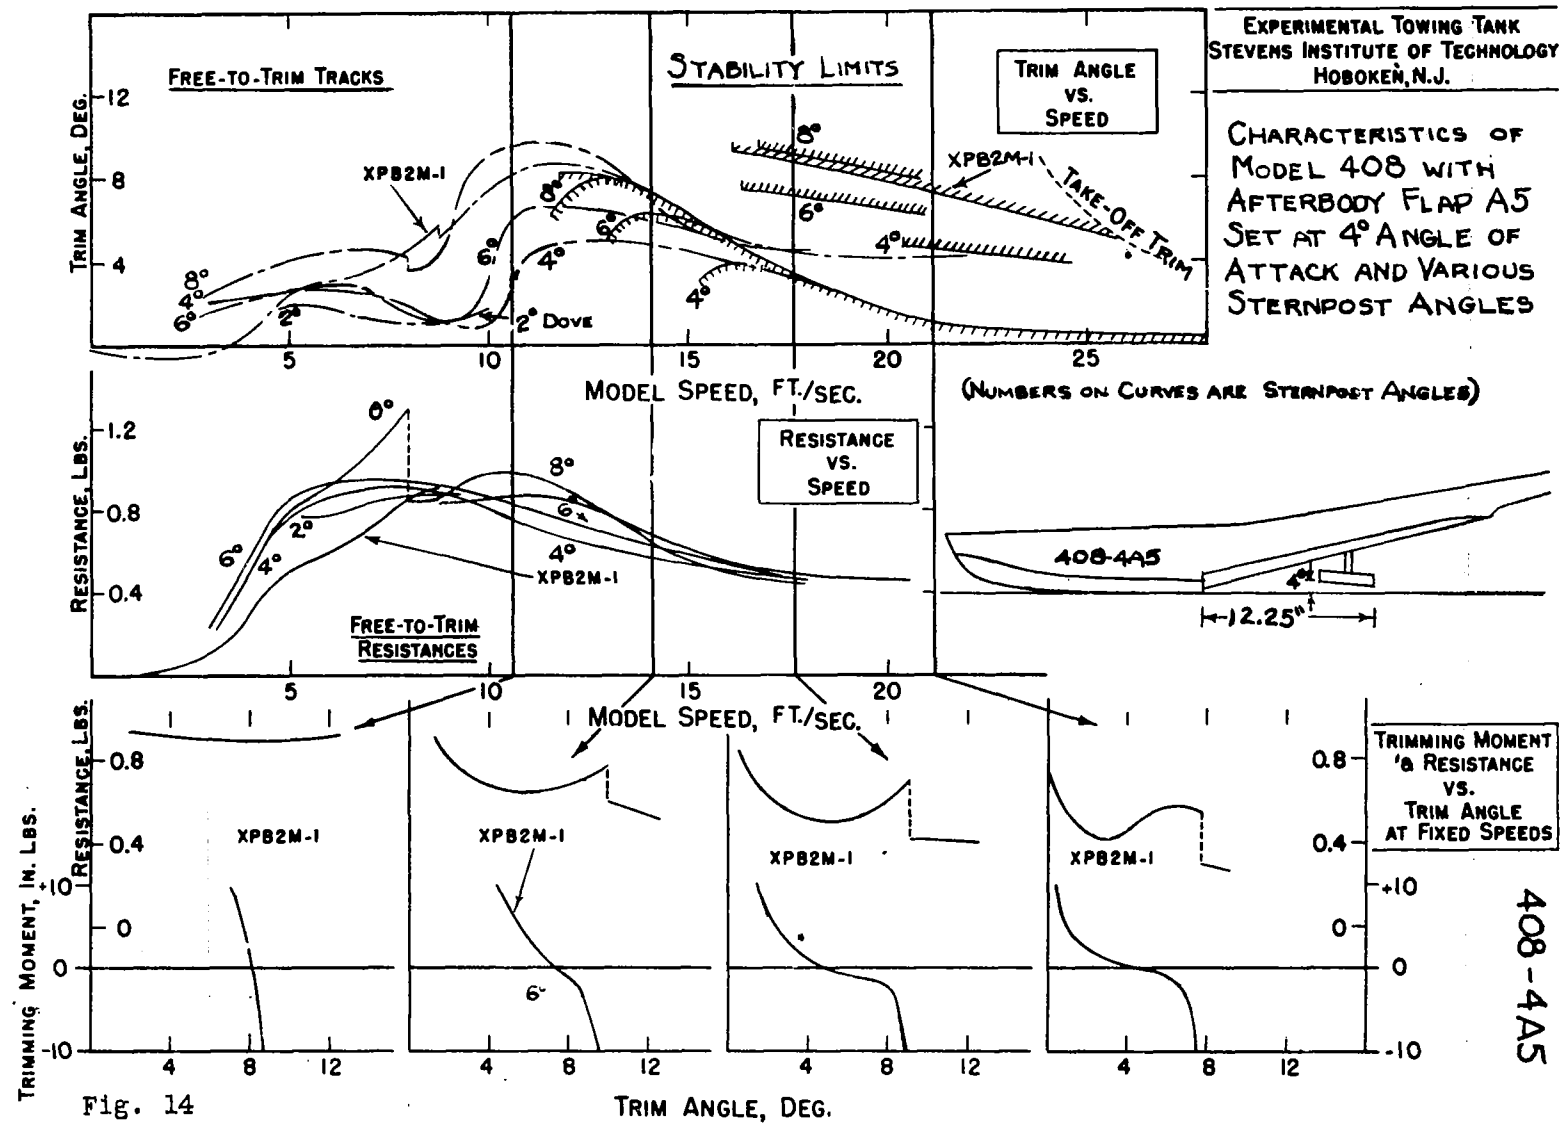 EXPERIMENTAL TOWING TANK
STEVENS INSTITUTE OF TECHNOLOGY
HOBOKEN, N.J.
CHARACTERISTICS OF
MODEL 408 WITH
AFTERBODY FLAP A5
SET AT 4° ANGLE OF
ATTACK AND VARIOUS
STERNPOST ANGLES
FREE-TO-TRIM TRACKS
STABILITY LIMITS
TRIM ANGLE
VS.
SPEED
TRIM ANGLE, DEG.
12
8
4
XPB2M-1
8°
4°
6°
2°
6°
4°
2° DOVE
8°
6°
4°
8°
6°
4°
XPB2M-1
TAKE-OFF TRIM
5
10
15
20
25
MODEL SPEED, FT./SEC.
(NUMBERS ON CURVES ARE STERNPOST ANGLES)
RESISTANCE, LBS.
1.2
0.8
0.4
8°
RESISTANCE
VS.
SPEED
8°
6
2°
6°
4°
4°
XPB2M-1
FREE-TO-TRIM
RESISTANCES
5
10
15
20
MODEL SPEED, FT./SEC.
408-4A5
4°
12.25"
RESISTANCE, LBS.
0.8
0.4
TRIMMING MOMENT, IN. LBS.
+10
0
0
-10
XPB2M-1
XPB2M-1
6°
XPB2M-1
XPB2M-1
0.8
0.4
+10
0
0
-10
4 8 12
4 8 12
4 8 12
4 8 12
TRIM ANGLE, DEG.
TRIMMING MOMENT
& RESISTANCE
VS.
TRIM ANGLE
AT FIXED SPEEDS
408-4A5
Fig. 14